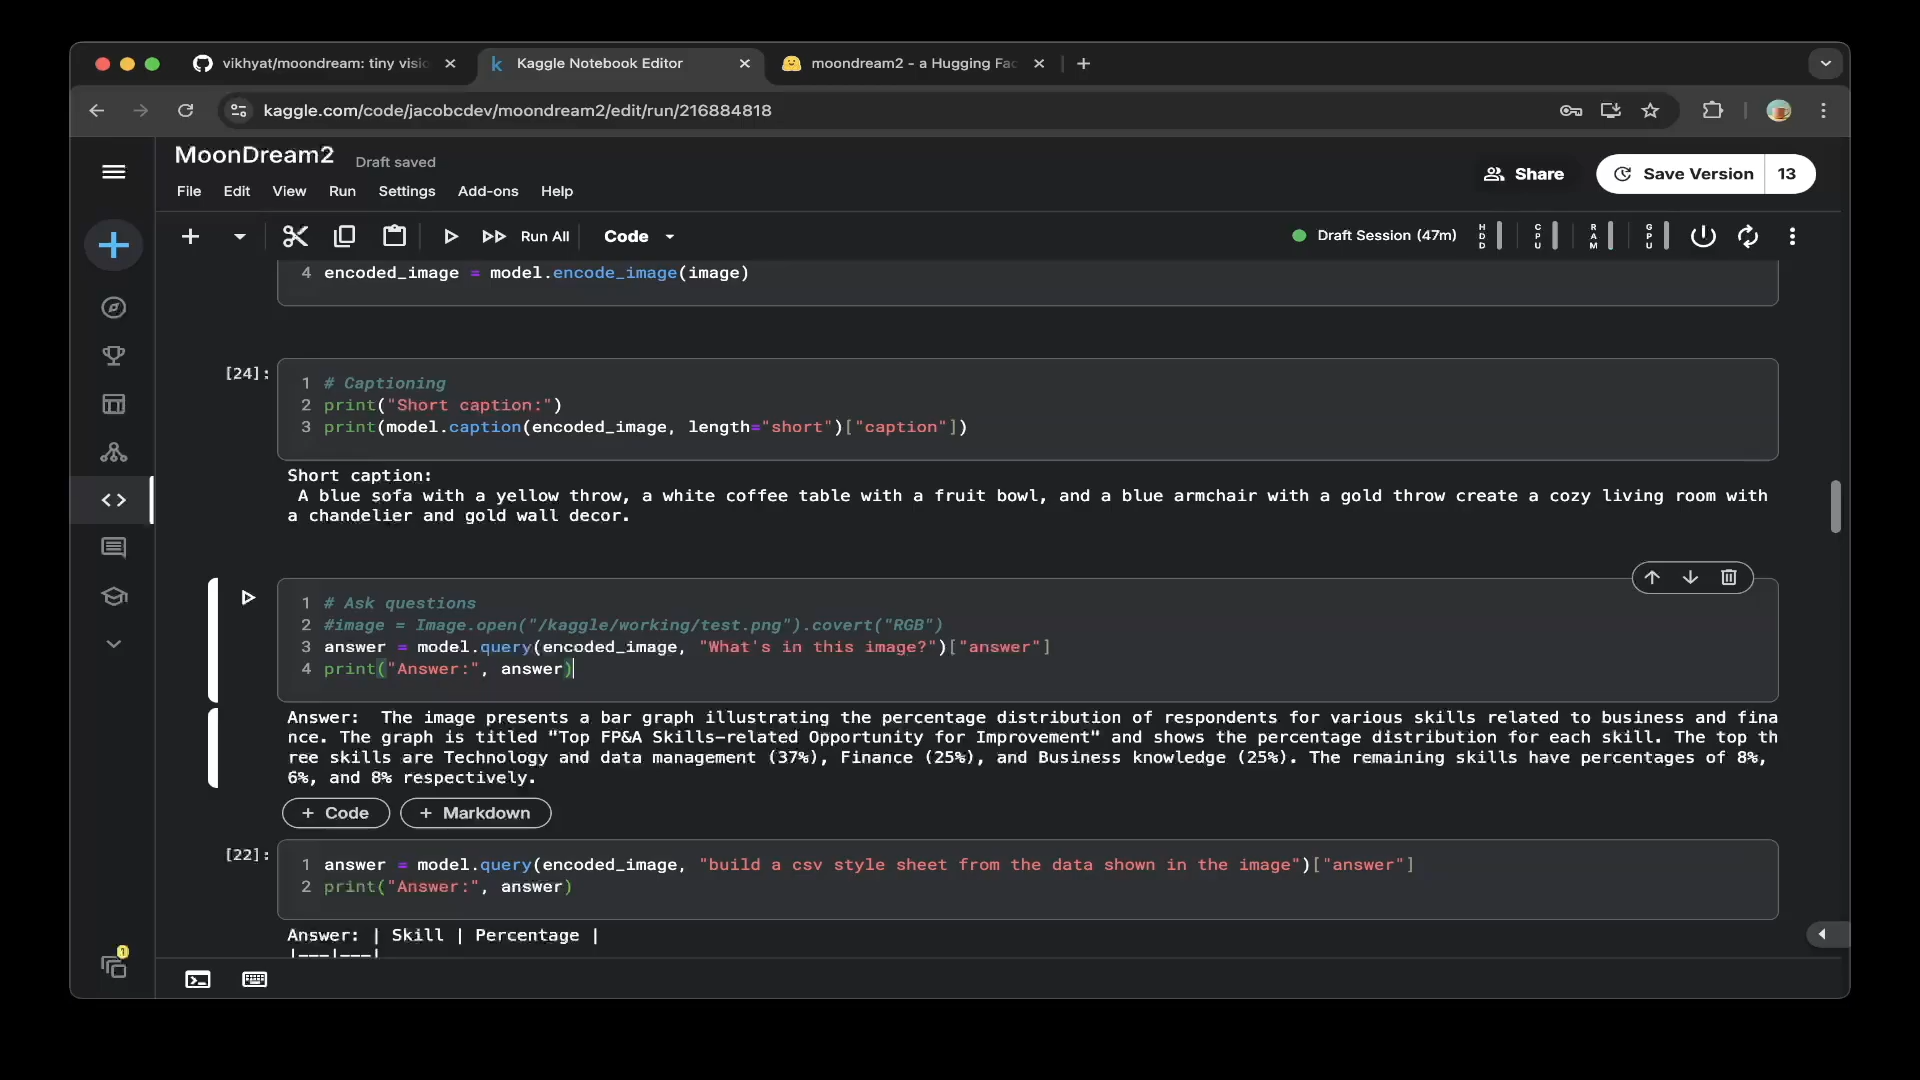 vikhyat/moondream: tiny visio
Kaggle Notebook Editor
moondream2 - a Hugging Fac
kaggle.com/code/jacobcdev/moondream2/edit/run/216884818
MoonDream2 Draft saved
Share
Save Version 13
File Edit View Run Settings Add-ons Help
Run All Code
Draft Session (47m)
HDD CPU RAM GPU
4 encoded_image = model.encode_image(image)
[24]:
1 # Captioning
2 print("Short caption:")
3 print(model.caption(encoded_image, length="short")["caption"])
Short caption:
A blue sofa with a yellow throw, a white coffee table with a fruit bowl, and a blue armchair with a gold throw create a cozy living room with
a chandelier and gold wall decor.
1 # Ask questions
2 #image = Image.open("/kaggle/working/test.png").covert("RGB")
3 answer = model.query(encoded_image, "What's in this image?")["answer"]
4 print("Answer:", answer)
Answer:  The image presents a bar graph illustrating the percentage distribution of respondents for various skills related to business and fina
nce. The graph is titled "Top FP&A Skills-related Opportunity for Improvement" and shows the percentage distribution for each skill. The top th
ree skills are Technology and data management (37%), Finance (25%), and Business knowledge (25%). The remaining skills have percentages of 8%,
6%, and 8% respectively.
+ Code + Markdown
[22]:
1 answer = model.query(encoded_image, "build a csv style sheet from the data shown in the image")["answer"]
2 print("Answer:", answer)
Answer: | Skill | Percentage |
|---|---|
1